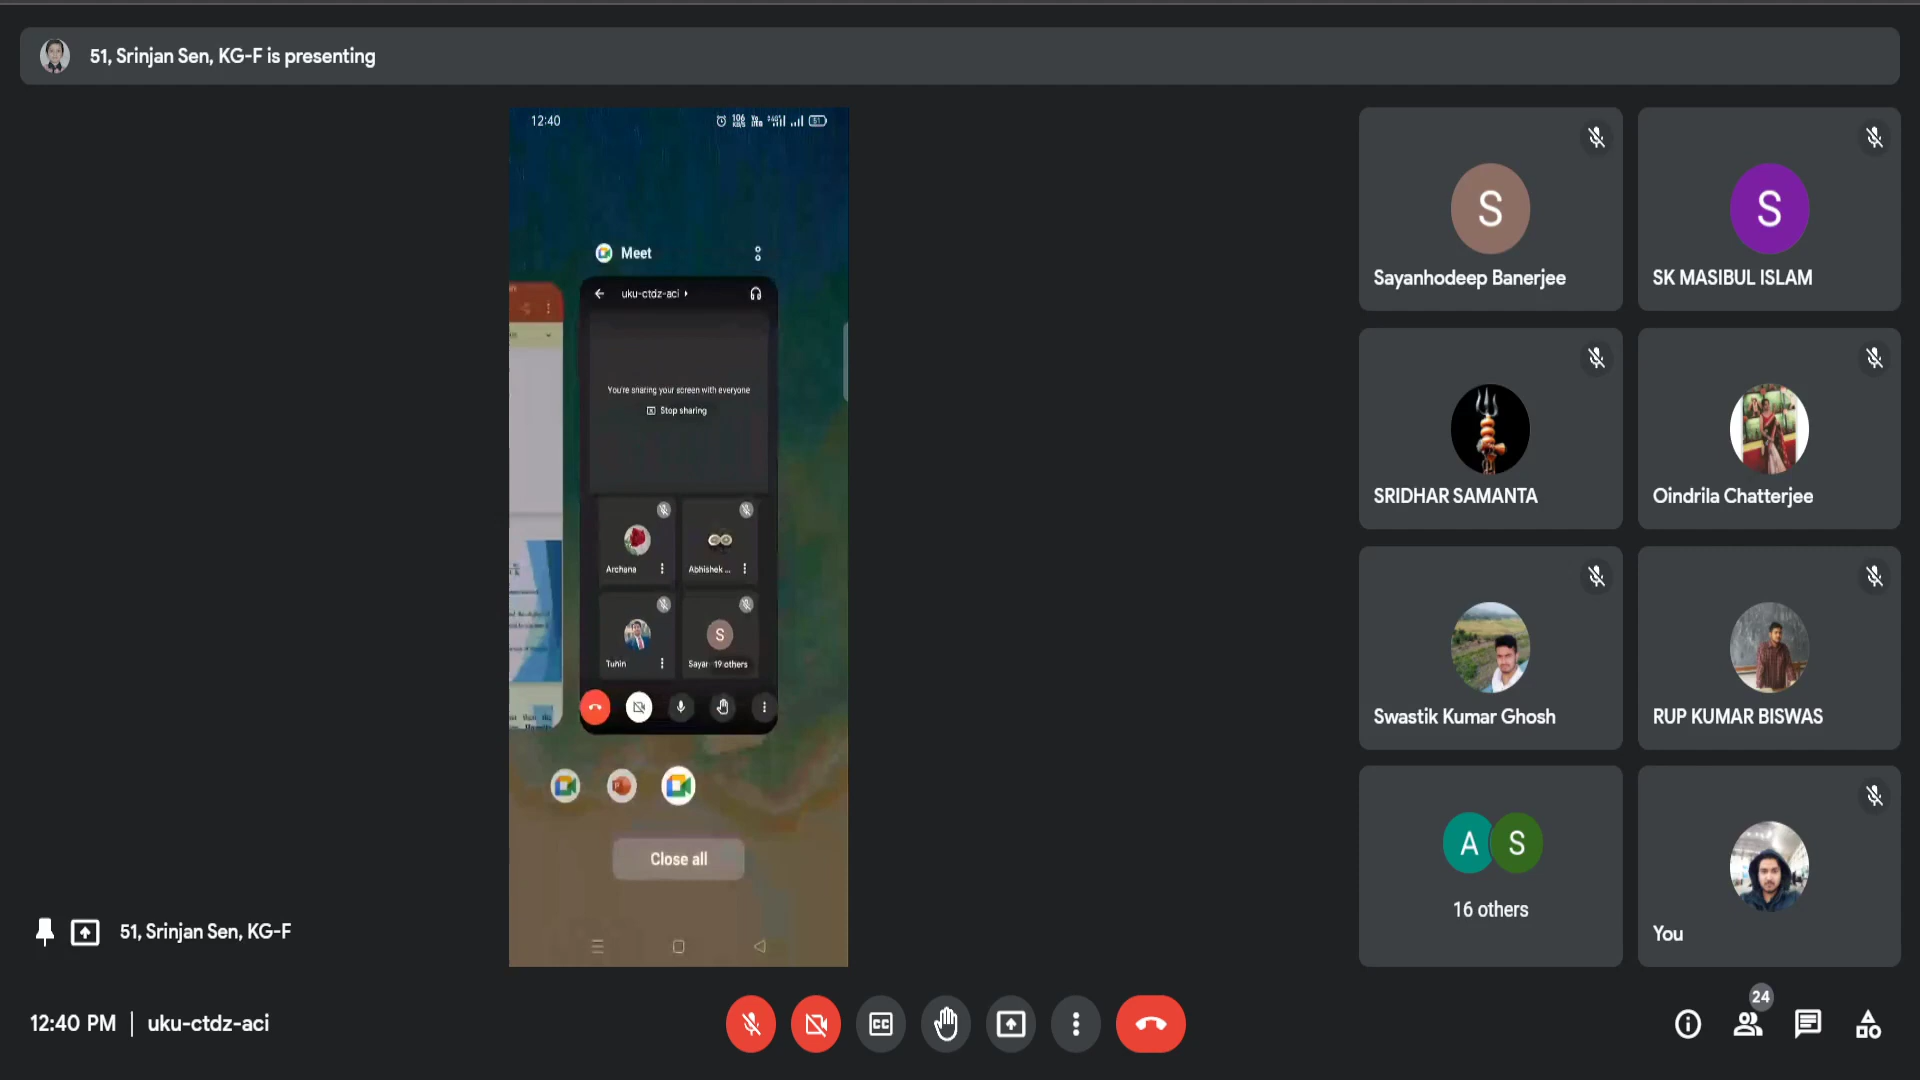 51, Srinjan Sen, KG-F is presenting
12:40
Meet
uku-ctdz-aci
You're sharing your screen with everyone
Stop sharing
Archana
Abhishek ...
Tuhin
S
Sayar 19 others
Close all
S
Sayanhodeep Banerjee
S
SK MASIBUL ISLAM
SRIDHAR SAMANTA
Oindrila Chatterjee
Swastik Kumar Ghosh
RUP KUMAR BISWAS
A S
16 others
You
51, Srinjan Sen, KG-F
12:40 PM | uku-ctdz-aci
CC
24